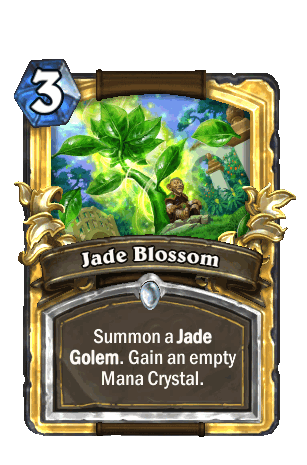 3
Jade Blossom
Summon a Jade
Golem. Gain an empty
Mana Crystal.